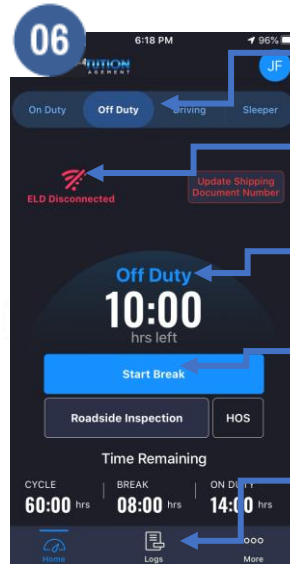 06
6:18 PM
96%
JF
On Duty
Off Duty
Driving
Sleeper
ELD Disconnected
Update Shipping
Document Number
Off Duty
10:00
hrs left
Start Break
Roadside Inspection
HOS
Time Remaining
CYCLE
BREAK
ON DUTY
60:00 hrs
08:00 hrs
14:00 hrs
Home
Logs
More